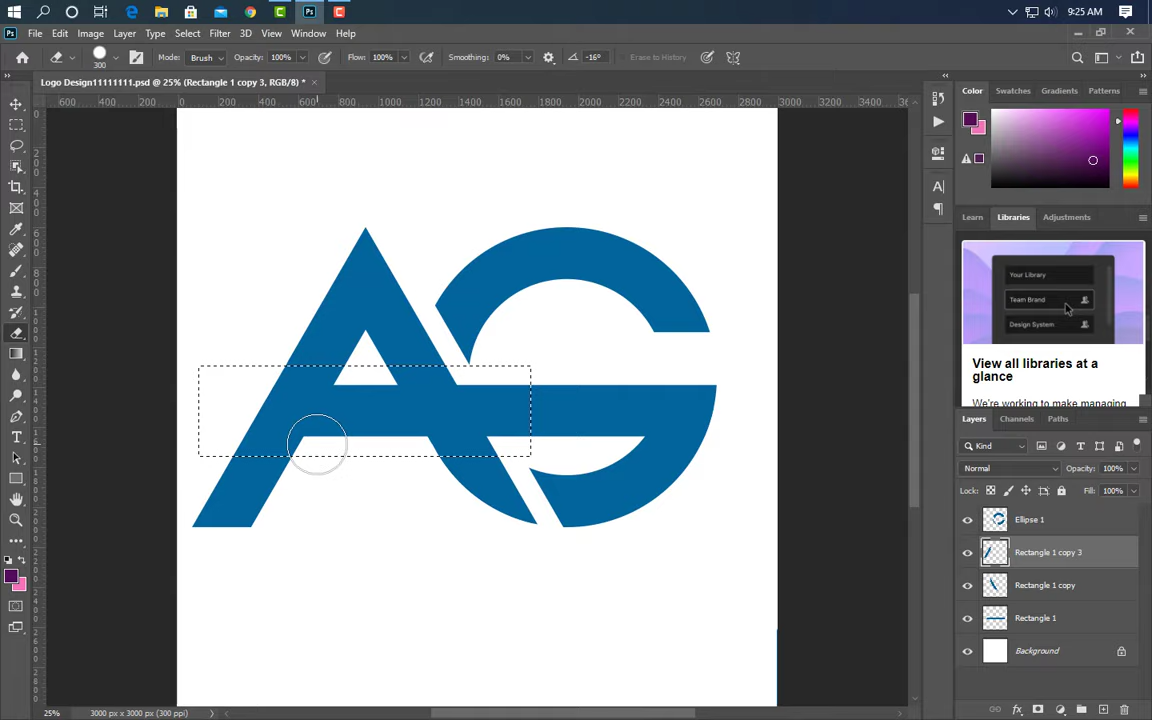 9:25 AM
File Edit Image Layer Type Select Filter 3D View Window Help
300 Mode: Brush Opacity: 100% Flow: 100% Smoothing: 0% -16° Erase to History
Logo Design11111111.psd @ 25% (Rectangle 1 copy 3, RGB/8) *
600 400 200 0 200 400 600 800 1000 1200 1400 1600 1800 2000 2200 2400 2600 2800 3000 3200 3400
Color Swatches Gradients Patterns
Learn Libraries Adjustments
Your Library
Team Brand
Design System
View all libraries at a
glance
We're working to make managing
Layers Channels Paths
Kind
Normal Opacity: 100%
Lock: Fill: 100%
Ellipse 1
Rectangle 1 copy 3
Rectangle 1 copy
Rectangle 1
Background
AG
25% 3000 px x 3000 px (300 ppi)